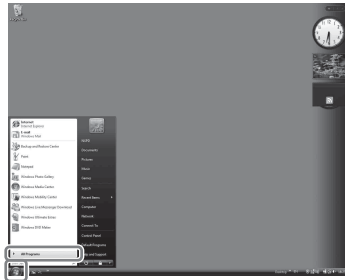 Internet
Internet Explorer
E-mail
Windows Mail
Backup and Restore Center
Paint
Notepad
Windows Photo Gallery
Windows Media Center
Windows Mobility Center
Windows Live Messenger Download
Windows Ultimate Extras
Windows DVD Maker
All Programs
Documents
Pictures
Music
Games
Search
Recent Items
Computer
Network
Connect To
Control Panel
Default Programs
Help and Support